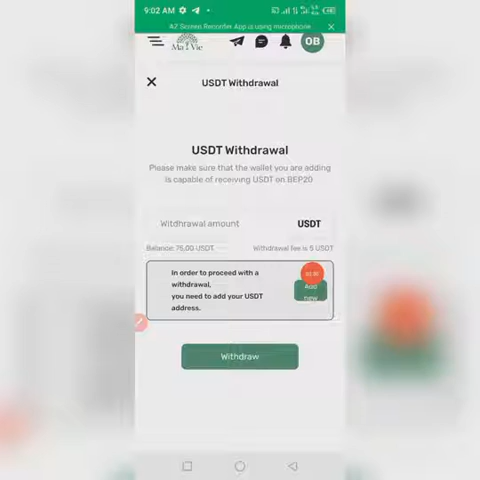 9:02 AM
AZ Screen Recorder App is using microphone
Ma Vie
OB
USDT Withdrawal
USDT Withdrawal
Please make sure that the wallet you are adding
is capable of receiving USDT on BEP20
Witdhrawal amount USDT
Balance: 75.00 USDT Withdrawal fee is 5 USDT
In order to proceed with a
withdrawal,
you need to add your USDT
address.
Add
new
Withdraw